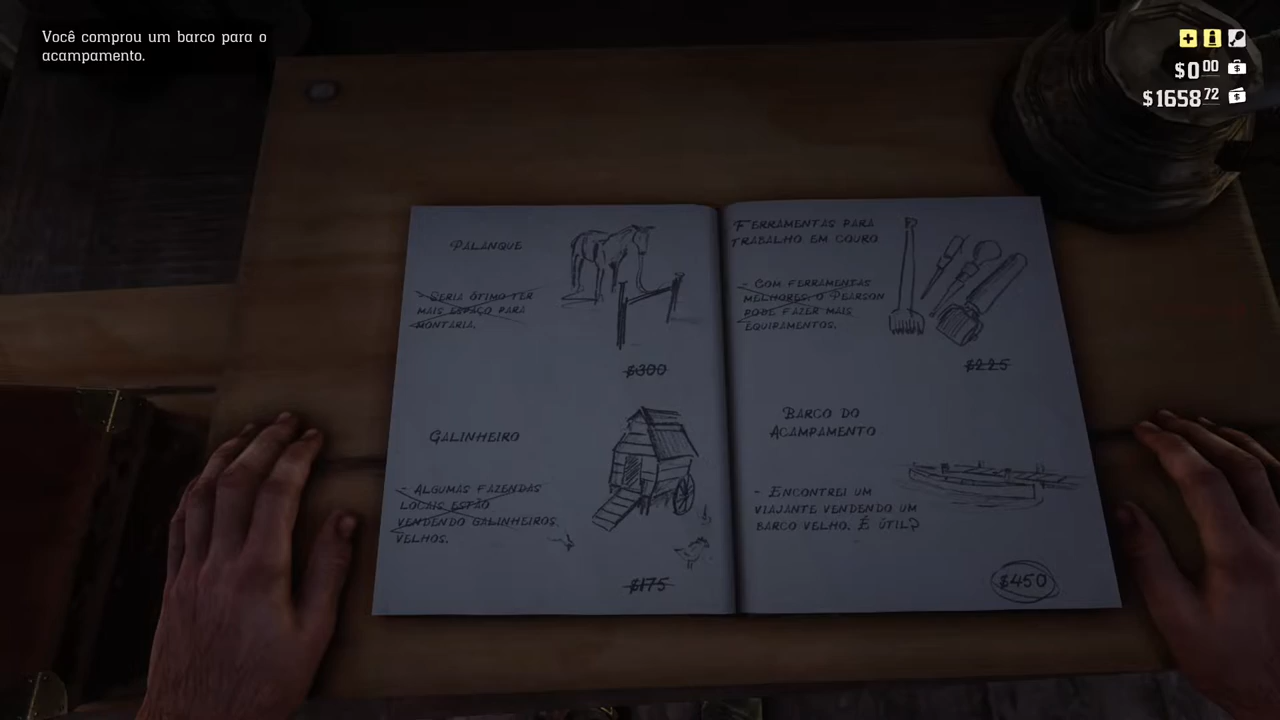 Você comprou um barco para o
acampamento.
$0 00
$1658 72
PALANQUE
- SERIA ÓTIMO TER
MAIS ESPAÇO PARA
MONTARIA.
$300
GALINHEIRO
- ALGUMAS FAZENDAS
LOCAIS ESTÃO
VENDENDO GALINHEIROS
VELHOS.
$175
FERRAMENTAS PARA
TRABALHO EM COURO
- COM FERRAMENTAS
MELHORES, O PEARSON
PODE FAZER MAIS
EQUIPAMENTOS.
$225
BARCO DO
ACAMPAMENTO
- ENCONTREI UM
VIAJANTE VENDENDO UM
BARCO VELHO. É ÚTIL?
$450